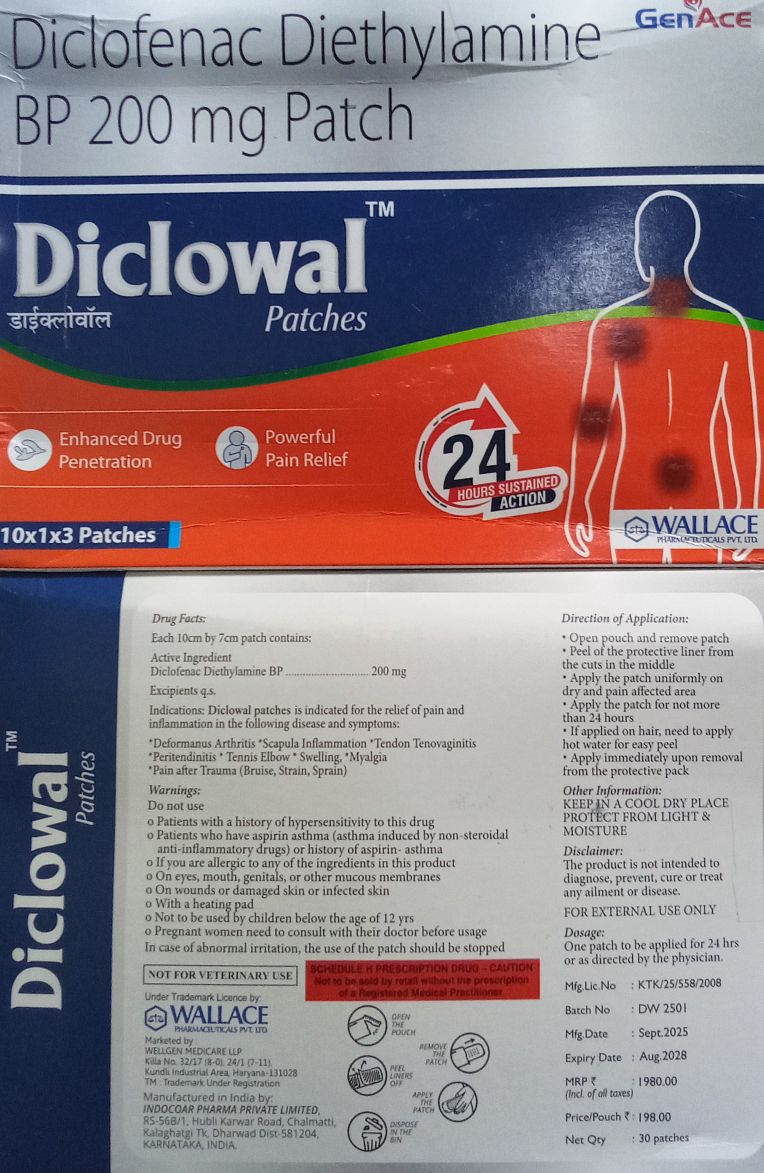 Diclofenac Diethylamine
GenAce
BP 200 mg Patch
Diclowal™
डाईक्लोवॉल
Patches
Enhanced Drug
Penetration
Powerful
Pain Relief
24
HOURS SUSTAINED
ACTION
10x1x3 Patches
WALLACE
PHARMACEUTICALS PVT. LTD.
Diclowal™
Patches
Drug Facts:
Each 10cm by 7cm patch contains:
Active Ingredient
Diclofenac Diethylamine BP ............................ 200 mg
Excipients q.s.
Indications: Diclowal patches is indicated for the relief of pain and
inflammation in the following disease and symptoms:
*Deformanus Arthritis *Scapula Inflammation *Tendon Tenovaginitis
*Peritendinitis * Tennis Elbow * Swelling, *Myalgia
*Pain after Trauma (Bruise, Strain, Sprain)
Warnings:
Do not use
o Patients with a history of hypersensitivity to this drug
o Patients who have aspirin asthma (asthma induced by non-steroidal
anti-inflammatory drugs) or history of aspirin- asthma
o If you are allergic to any of the ingredients in this product
o On eyes, mouth, genitals, or other mucous membranes
o On wounds or damaged skin or infected skin
o With a heating pad
o Not to be used by children below the age of 12 yrs
o Pregnant women need to consult with their doctor before usage
In case of abnormal irritation, the use of the patch should be stopped
NOT FOR VETERINARY USE
SCHEDULE H PRESCRIPTION DRUG - CAUTION
Not to be sold by retail without the prescription
of a Registered Medical Practitioner
Under Trademark Licence by:
WALLACE
PHARMACEUTICALS PVT. LTD.
Marketed by
WELLGEN MEDICARE LLP
Killa No. 32/17 (8-0), 24/1 (7-11),
Kundli Industrial Area, Haryana-131028
TM : Trademark Under Registration
Manufactured in India by:
INDOCOAR PHARMA PRIVATE LIMITED,
RS-56B/1, Hubli Karwar Road, Chalmatti,
Kalaghatgi Tk, Dharwad Dist-581204,
KARNATAKA, INDIA.
OPEN
THE
POUCH
REMOVE
THE
PATCH
PEEL
LINERS
OFF
APPLY
THE
PATCH
DISPOSE
IN THE
BIN
Direction of Application:
• Open pouch and remove patch
• Peel of the protective liner from
the cuts in the middle
• Apply the patch uniformly on
dry and pain affected area
• Apply the patch for not more
than 24 hours
• If applied on hair, need to apply
hot water for easy peel
• Apply immediately upon removal
from the protective pack
Other Information:
KEEP IN A COOL DRY PLACE
PROTECT FROM LIGHT &
MOISTURE
Disclaimer:
The product is not intended to
diagnose, prevent, cure or treat
any ailment or disease.
FOR EXTERNAL USE ONLY
Dosage:
One patch to be applied for 24 hrs
or as directed by the physician.
Mfg.Lic.No : KTK/25/558/2008
Batch No : DW 2501
Mfg.Date : Sept.2025
Expiry Date : Aug.2028
MRP ₹ : 1980.00
(Incl. of all taxes)
Price/Pouch ₹ : 198.00
Net Qty : 30 patches